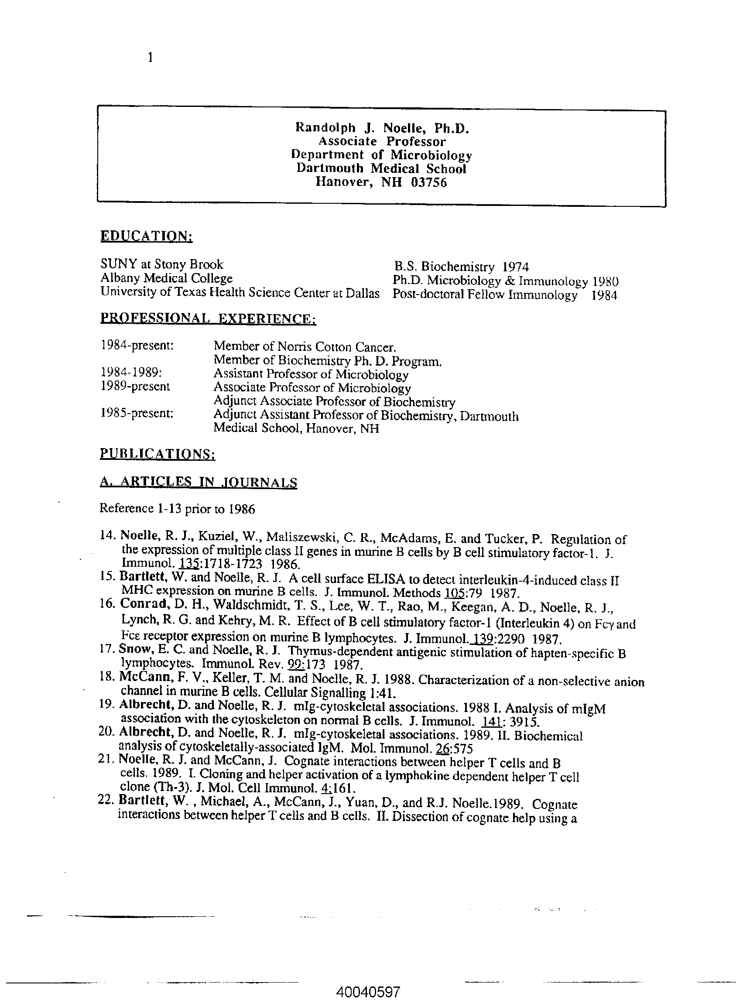 1
Randolph J. Noelle, Ph.D.
Associate Professor
Department of Microbiology
Dartmouth Medical School
Hanover, NH 03756
EDUCATION:
SUNY at Stony Brook B.S. Biochemistry 1974
Albany Medical College Ph.D. Microbiology & Immunology 1980
University of Texas Health Science Center at Dallas Post-doctoral Fellow Immunology 1984
PROFESSIONAL EXPERIENCE:
1984-present: Member of Norris Cotton Cancer.
Member of Biochemistry Ph. D. Program.
1984-1989: Assistant Professor of Microbiology
1989-present Associate Professor of Microbiology
Adjunct Associate Professor of Biochemistry
1985-present: Adjunct Assistant Professor of Biochemistry, Dartmouth
Medical School, Hanover, NH
PUBLICATIONS:
A. ARTICLES IN JOURNALS
Reference 1-13 prior to 1986
14. Noelle, R. J., Kuziel, W., Maliszewski, C. R., McAdams, E. and Tucker, P. Regulation of
the expression of multiple class II genes in murine B cells by B cell stimulatory factor-1. J.
Immunol. 135:1718-1723 1986.
15. Bartlett, W. and Noelle, R. J. A cell surface ELISA to detect interleukin-4-induced class II
MHC expression on murine B cells. J. Immunol. Methods 105:79 1987.
16. Conrad, D. H., Waldschmidt, T. S., Lee, W. T., Rao, M., Keegan, A. D., Noelle, R. J.,
Lynch, R. G. and Kehry, M. R. Effect of B cell stimulatory factor-1 (Interleukin 4) on Fcγ and
Fcε receptor expression on murine B lymphocytes. J. Immunol. 139:2290 1987.
17. Snow, E. C. and Noelle, R. J. Thymus-dependent antigenic stimulation of hapten-specific B
lymphocytes. Immunol. Rev. 99:173 1987.
18. McCann, F. V., Keller, T. M. and Noelle, R. J. 1988. Characterization of a non-selective anion
channel in murine B cells. Cellular Signalling 1:41.
19. Albrecht, D. and Noelle, R. J. mIg-cytoskeletal associations. 1988 I. Analysis of mIgM
association with the cytoskeleton on normal B cells. J. Immunol. 141: 3915.
20. Albrecht, D. and Noelle, R. J. mIg-cytoskeletal associations. 1989. II. Biochemical
analysis of cytoskeletally-associated IgM. Mol. Immunol. 26:575
21. Noelle, R. J. and McCann, J. Cognate interactions between helper T cells and B
cells. 1989. I. Cloning and helper activation of a lymphokine dependent helper T cell
clone (Th-3). J. Mol. Cell Immunol. 4:161.
22. Bartlett, W. , Michael, A., McCann, J., Yuan, D., and R.J. Noelle.1989. Cognate
interactions between helper T cells and B cells. II. Dissection of cognate help using a
40040597